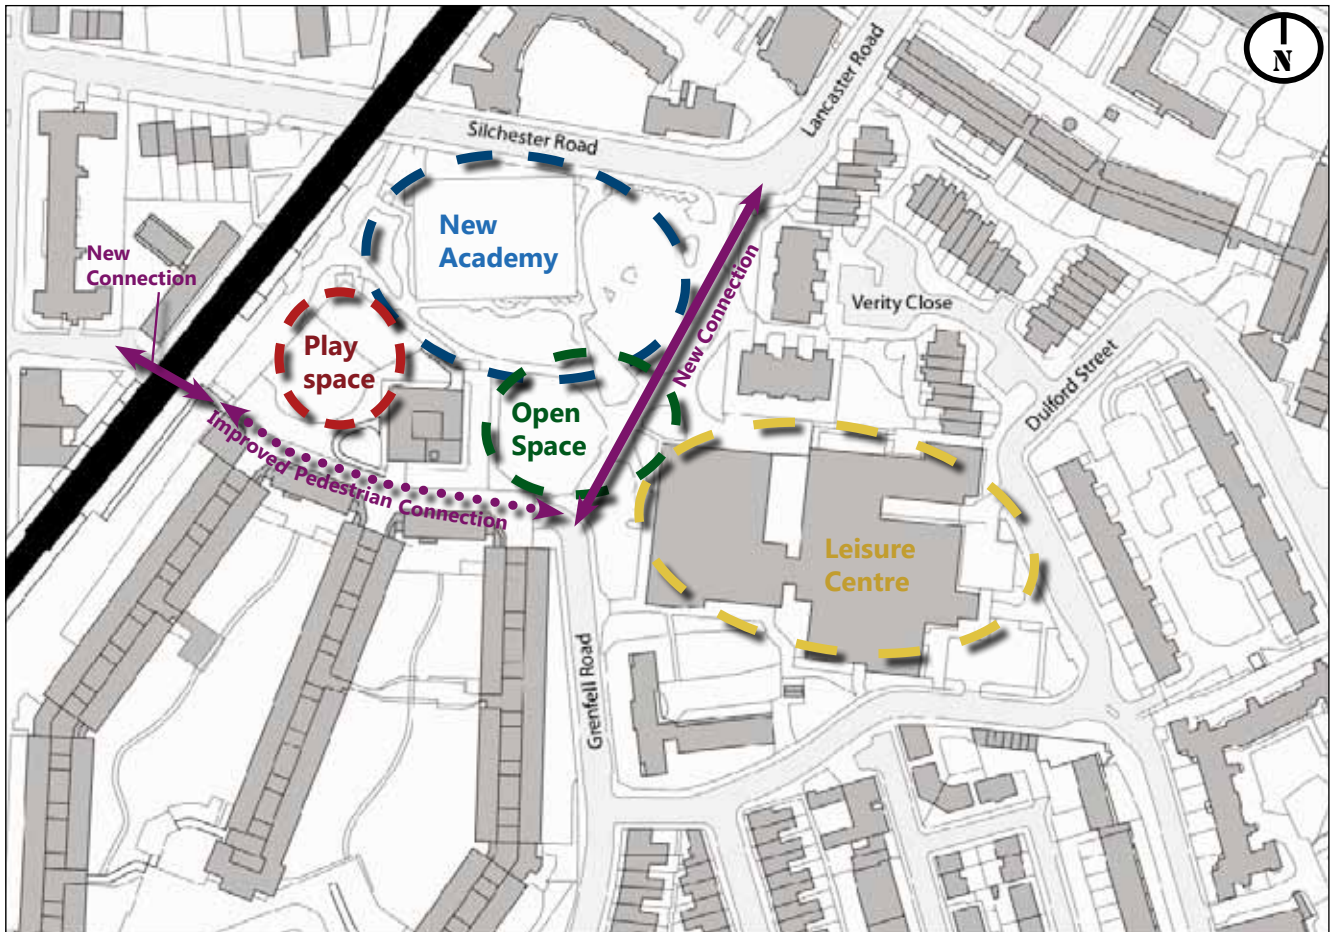 N
Lancaster Road
Silchester Road
New
Academy
New
Connection
New Connection
Verity Close
Play
space
Dulford Street
Open
Space
Improved Pedestrian Connection
Leisure
Centre
Grenfell Road